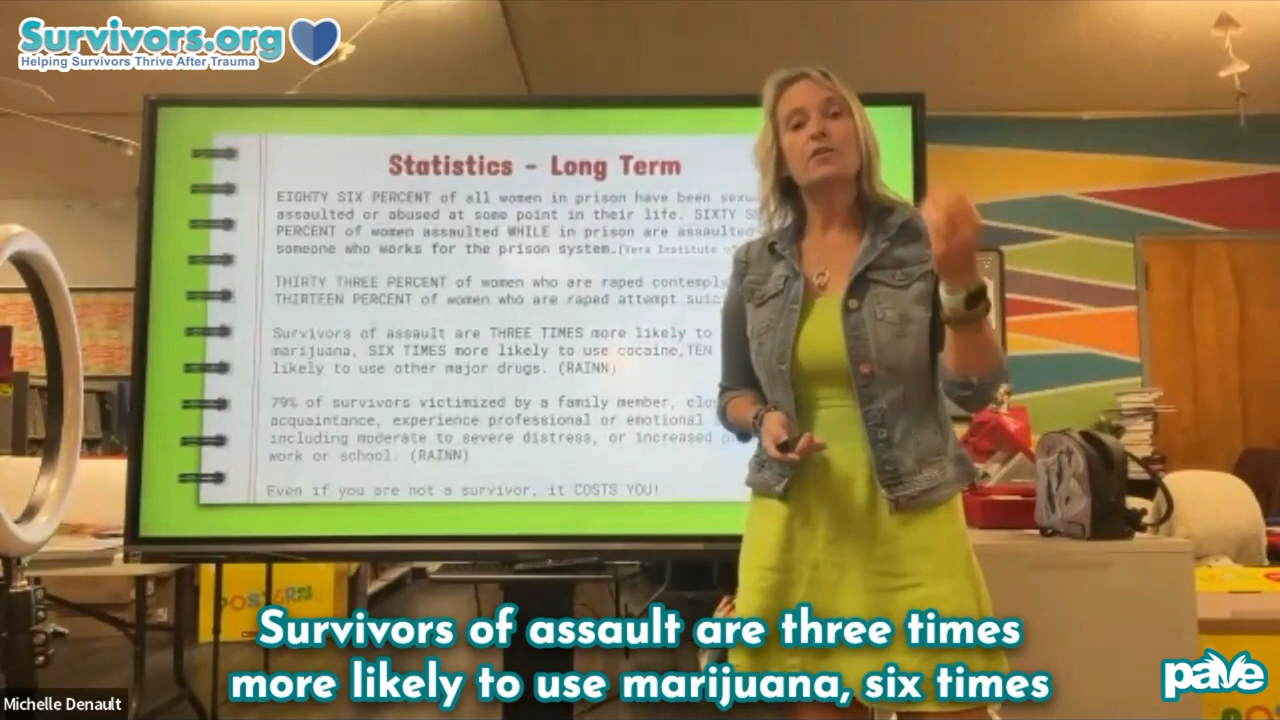 Survivors.org
Helping Survivors Thrive After Trauma
Statistics - Long Term
EIGHTY SIX PERCENT of all women in prison have been
assaulted or abused at some point in their life. SIXTY
PERCENT of women assaulted WHILE in prison are assaulted
someone who works for the prison system.(Vera Institute
THIRTY THREE PERCENT of women who are raped
THIRTEEN PERCENT of women who are raped attempt
Survivors of assault are THREE TIMES more likely to
marijuana, SIX TIMES more likely to use cocaine,TEN
likely to use other major drugs. (RAINN)
79% of survivors victimized by a family member,
acquaintance, experience professional or emotional
including moderate to severe distress, or increased
work or school. (RAINN)
Even if you are not a survivor, it COSTS YOU!
Survivors of assault are three times
more likely to use marijuana, six times
Michelle Denault
pave